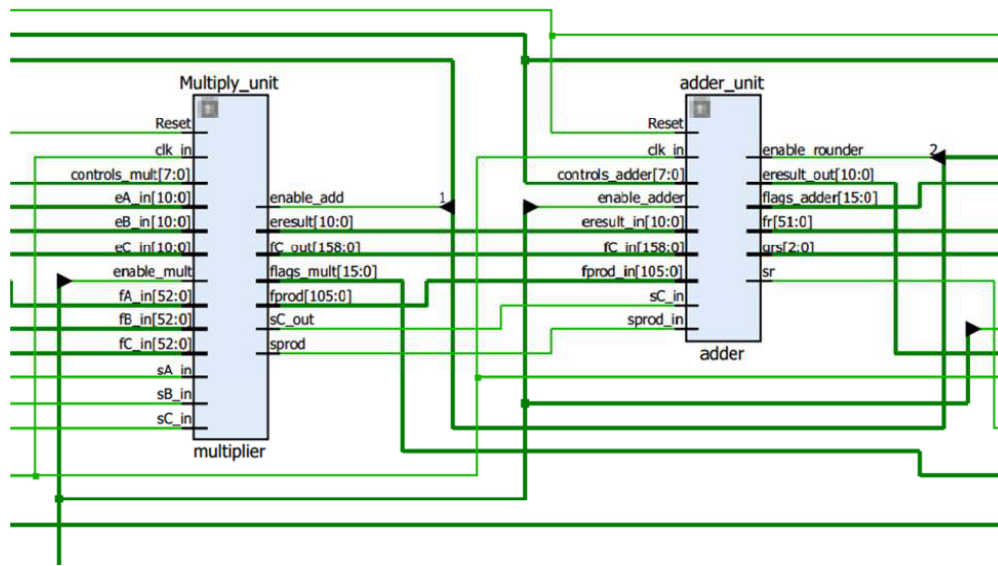 Multiply_unit
Reset
clk_in
controls_mult[7:0]
eA_in[10:0]
eB_in[10:0]
eC_in[10:0]
enable_mult
fA_in[52:0]
fB_in[52:0]
fC_in[52:0]
sA_in
sB_in
sC_in
enable_add
1
eresult[10:0]
fC_out[158:0]
flags_mult[15:0]
fprod[105:0]
sC_out
sprod
multiplier
adder_unit
Reset
clk_in
controls_adder[7:0]
enable_adder
eresult_in[10:0]
fC_in[158:0]
fprod_in[105:0]
sC_in
sprod_in
enable_rounder
2
eresult_out[10:0]
flags_adder[15:0]
fr[51:0]
grs[2:0]
sr
adder